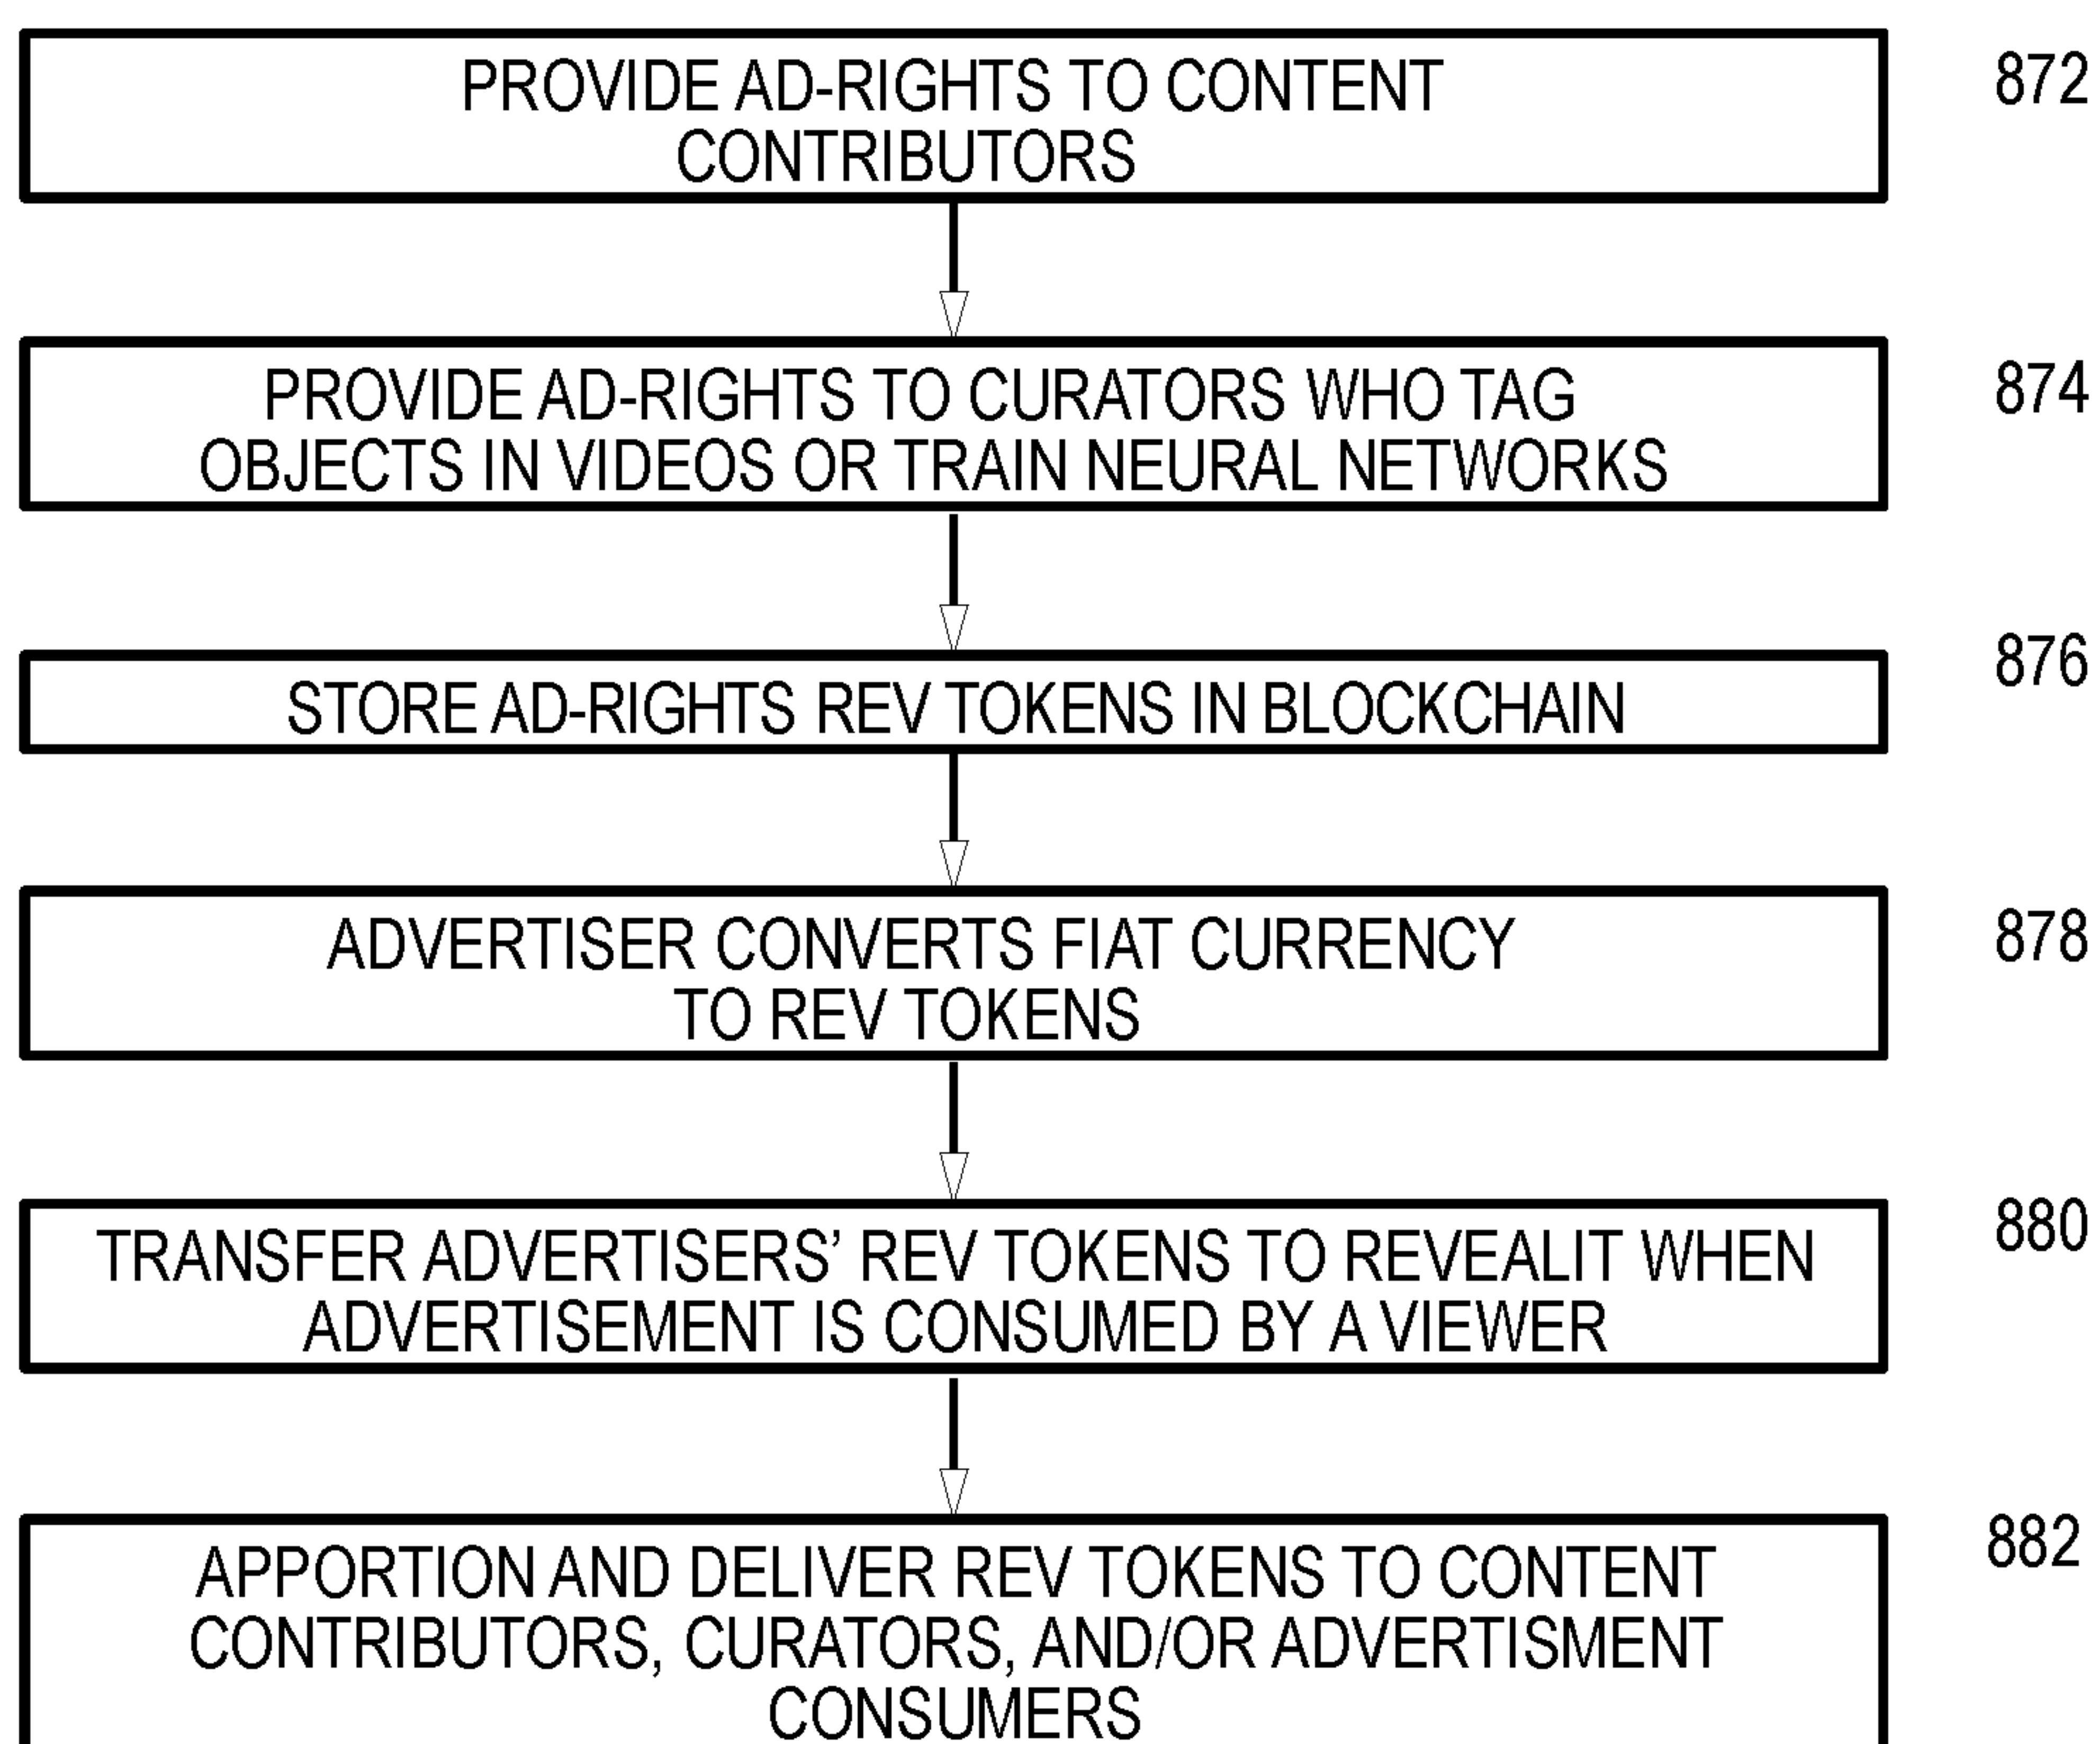 PROVIDE AD-RIGHTS TO CONTENT
CONTRIBUTORS
872
PROVIDE AD-RIGHTS TO CURATORS WHO TAG
OBJECTS IN VIDEOS OR TRAIN NEURAL NETWORKS
874
STORE AD-RIGHTS REV TOKENS IN BLOCKCHAIN
876
ADVERTISER CONVERTS FIAT CURRENCY
TO REV TOKENS
878
TRANSFER ADVERTISERS’ REV TOKENS TO REVEALIT WHEN
ADVERTISEMENT IS CONSUMED BY A VIEWER
880
APPORTION AND DELIVER REV TOKENS TO CONTENT
CONTRIBUTORS, CURATORS, AND/OR ADVERTISMENT
CONSUMERS
882